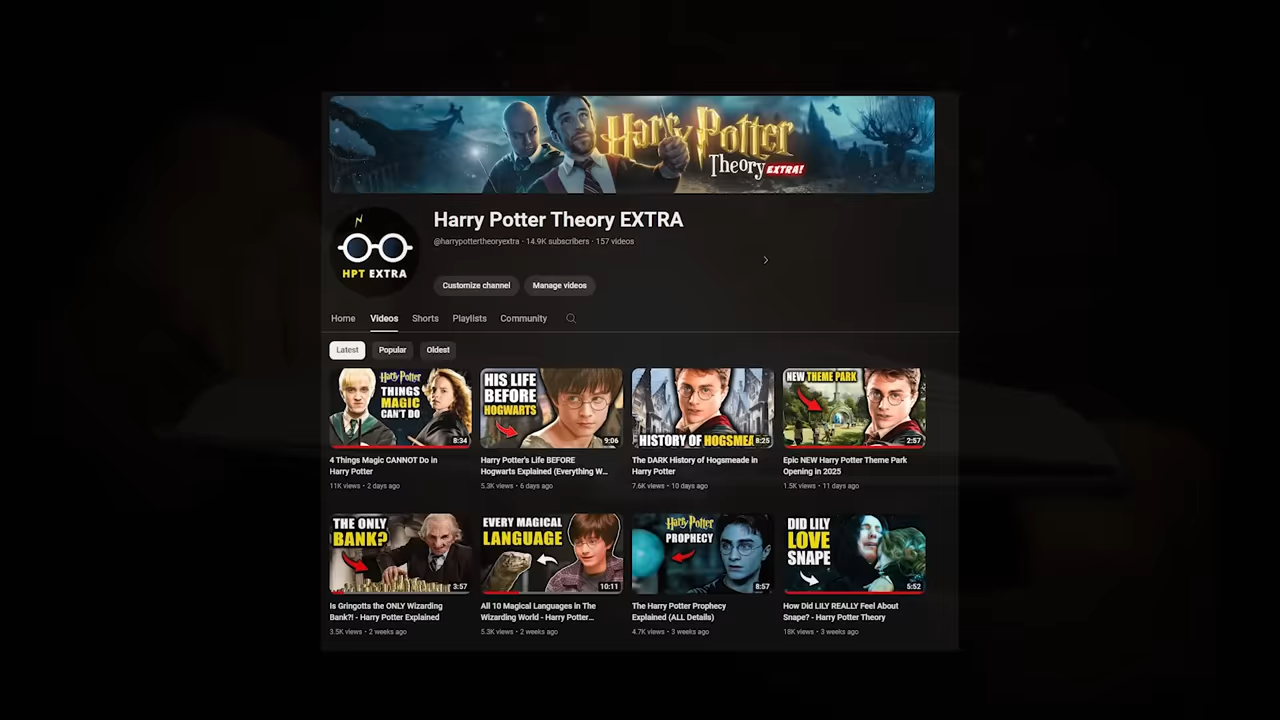 Harry Potter
Theory EXTRA!
HPT EXTRA
Harry Potter Theory EXTRA
@harrypottertheoryextra · 14.9K subscribers · 157 videos
Customize channel
Manage videos
Home
Videos
Shorts
Playlists
Community
Latest
Popular
Oldest
Harry Potter
THINGS
MAGIC
CAN'T DO
8:34
HIS LIFE
BEFORE
HOGWARTS
9:06
HISTORY OF HOGSMEA
8:25
NEW THEME PARK
2:57
4 Things Magic CANNOT Do in
Harry Potter
11K views • 2 days ago
Harry Potter's Life BEFORE
Hogwarts Explained (Everything W...
5.3K views • 6 days ago
The DARK History of Hogsmeade in
Harry Potter
7.6K views • 10 days ago
Epic NEW Harry Potter Theme Park
Opening in 2025
1.5K views • 11 days ago
THE ONLY
BANK?
3:57
EVERY MAGICAL
LANGUAGE
10:11
Harry Potter
PROPHECY
8:57
DID LILY
LOVE
SNAPE?
5:52
Is Gringotts the ONLY Wizarding
Bank?! - Harry Potter Explained
3.5K views • 2 weeks ago
All 10 Magical Languages in The
Wizarding World - Harry Potter...
5.3K views • 2 weeks ago
The Harry Potter Prophecy
Explained (ALL Details)
4.7K views • 3 weeks ago
How Did LILY REALLY Feel About
Snape? - Harry Potter Theory
18K views • 3 weeks ago